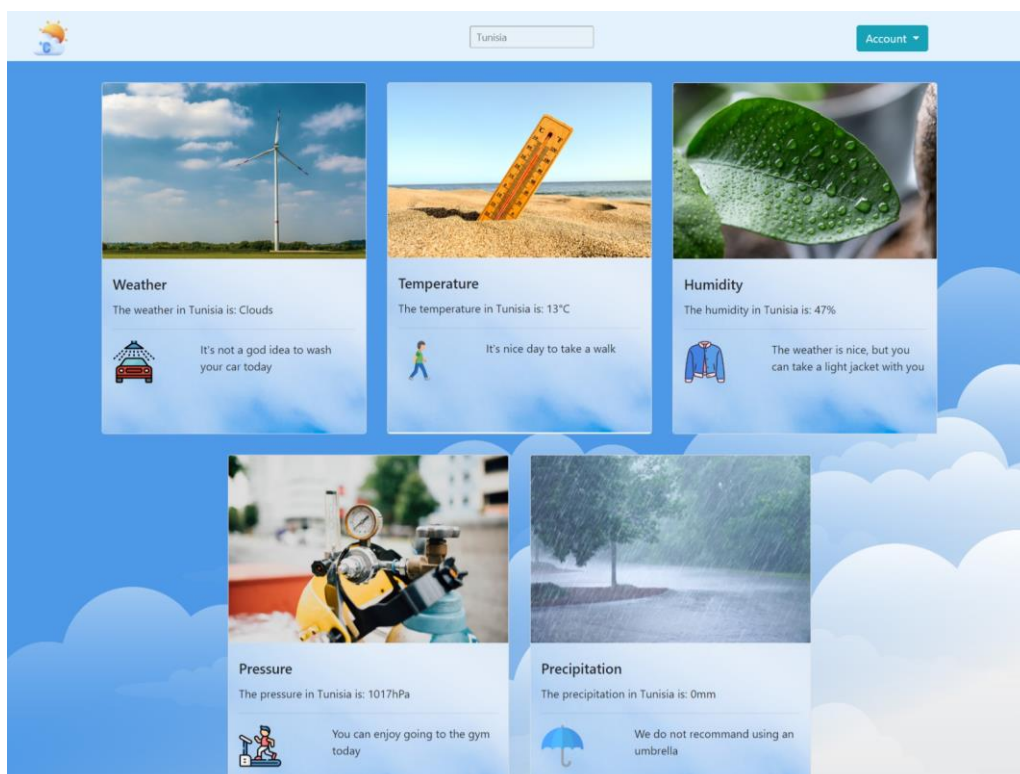 Tunisia
Account
Weather
The weather in Tunisia is: Clouds
It's not a god idea to wash
your car today
Temperature
The temperature in Tunisia is: 13°C
It's nice day to take a walk
Humidity
The humidity in Tunisia is: 47%
The weather is nice, but you
can take a light jacket with you
Pressure
The pressure in Tunisia is: 1017hPa
You can enjoy going to the gym
today
Precipitation
The precipitation in Tunisia is: 0mm
We do not recommand using an
umbrella